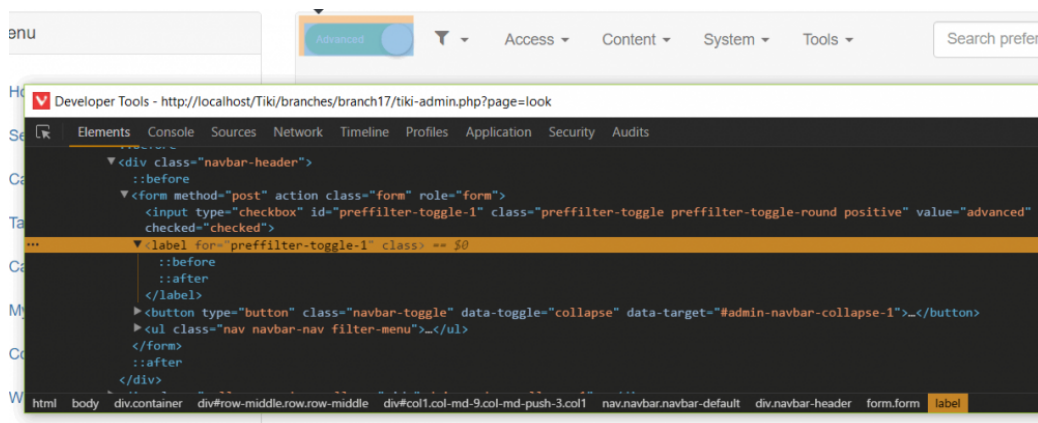 enu
Advanced
Access
Content
System
Tools
Search prefer
Ho
Se
Ca
Ta
Ca
My
Co
W
Developer Tools - http://localhost/Tiki/branches/branch17/tiki-admin.php?page=look
Elements Console Sources Network Timeline Profiles Application Security Audits
::before
<div class="navbar-header">
::before
<form method="post" action class="form" role="form">
<input type="checkbox" id="preffilter-toggle-1" class="preffilter-toggle preffilter-toggle-round positive" value="advanced"
checked="checked">
<label for="preffilter-toggle-1" class> == $0
::before
::after
</label>
<button type="button" class="navbar-toggle" data-toggle="collapse" data-target="#admin-navbar-collapse-1">…</button>
<ul class="nav navbar-nav filter-menu">…</ul>
</form>
::after
</div>
html body div.container div#row-middle.row.row-middle div#col1.col-md-9.col-md-push-3.col1 nav.navbar.navbar-default div.navbar-header form.form label